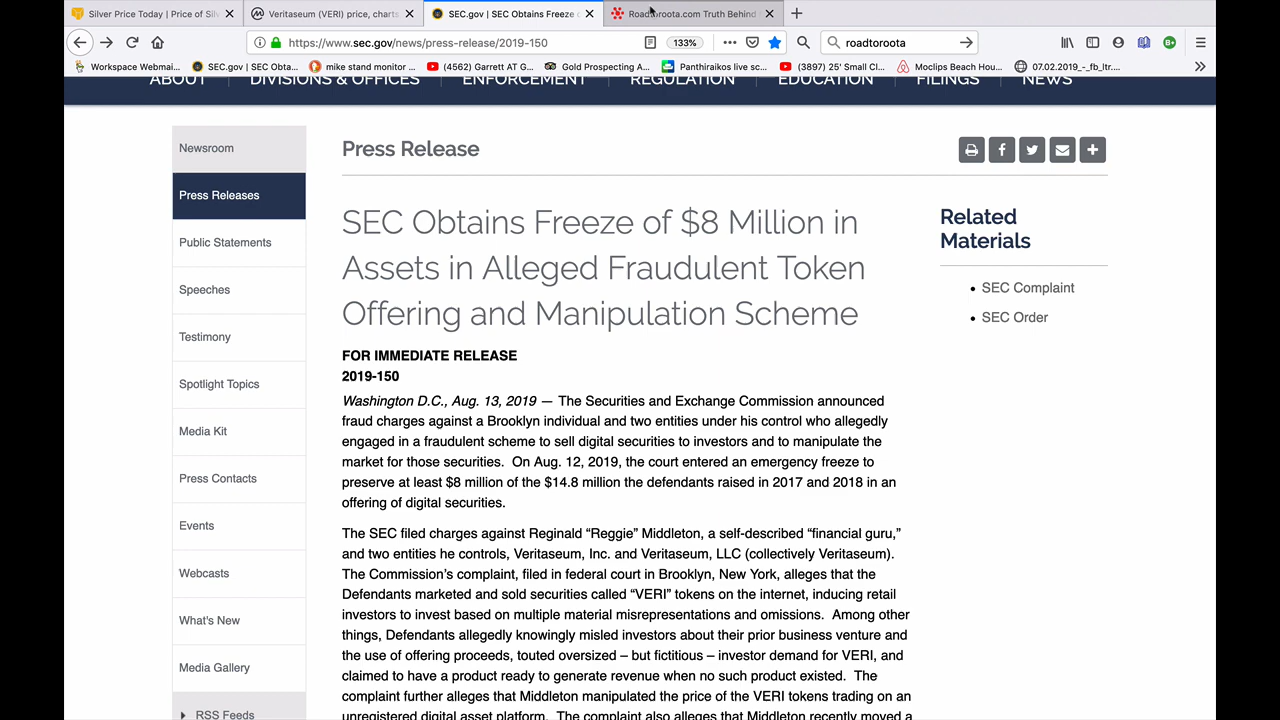 Silver Price Today | Price of Silv
Veritaseum (VERI) price, charts
SEC.gov | SEC Obtains Freeze o
Roadtoroota.com Truth Behind
https://www.sec.gov/news/press-release/2019-150
133%
roadtoroota
Workspace Webmai...
SEC.gov | SEC Obta...
mike stand monitor ...
(4562) Garrett AT G...
Gold Prospecting A...
Panthiraikos live sc...
(3897) 25' Small Cl...
Moclips Beach Hou...
07.02.2019_-_fb_ltr....
ABOUT
DIVISIONS & OFFICES
ENFORCEMENT
REGULATION
EDUCATION
FILINGS
NEWS
Newsroom
Press Releases
Public Statements
Speeches
Testimony
Spotlight Topics
Media Kit
Press Contacts
Events
Webcasts
What's New
Media Gallery
RSS Feeds
Press Release
SEC Obtains Freeze of $8 Million in
Assets in Alleged Fraudulent Token
Offering and Manipulation Scheme
FOR IMMEDIATE RELEASE
2019-150
Washington D.C., Aug. 13, 2019 — The Securities and Exchange Commission announced
fraud charges against a Brooklyn individual and two entities under his control who allegedly
engaged in a fraudulent scheme to sell digital securities to investors and to manipulate the
market for those securities.  On Aug. 12, 2019, the court entered an emergency freeze to
preserve at least $8 million of the $14.8 million the defendants raised in 2017 and 2018 in an
offering of digital securities.
The SEC filed charges against Reginald “Reggie” Middleton, a self-described “financial guru,”
and two entities he controls, Veritaseum, Inc. and Veritaseum, LLC (collectively Veritaseum).
The Commission’s complaint, filed in federal court in Brooklyn, New York, alleges that the
Defendants marketed and sold securities called “VERI” tokens on the internet, inducing retail
investors to invest based on multiple material misrepresentations and omissions.  Among other
things, Defendants allegedly knowingly misled investors about their prior business venture and
the use of offering proceeds, touted oversized – but fictitious – investor demand for VERI, and
claimed to have a product ready to generate revenue when no such product existed.  The
complaint further alleges that Middleton manipulated the price of the VERI tokens trading on an
unregistered digital asset platform.  The complaint also alleges that Middleton recently moved a
Related
Materials
SEC Complaint
SEC Order